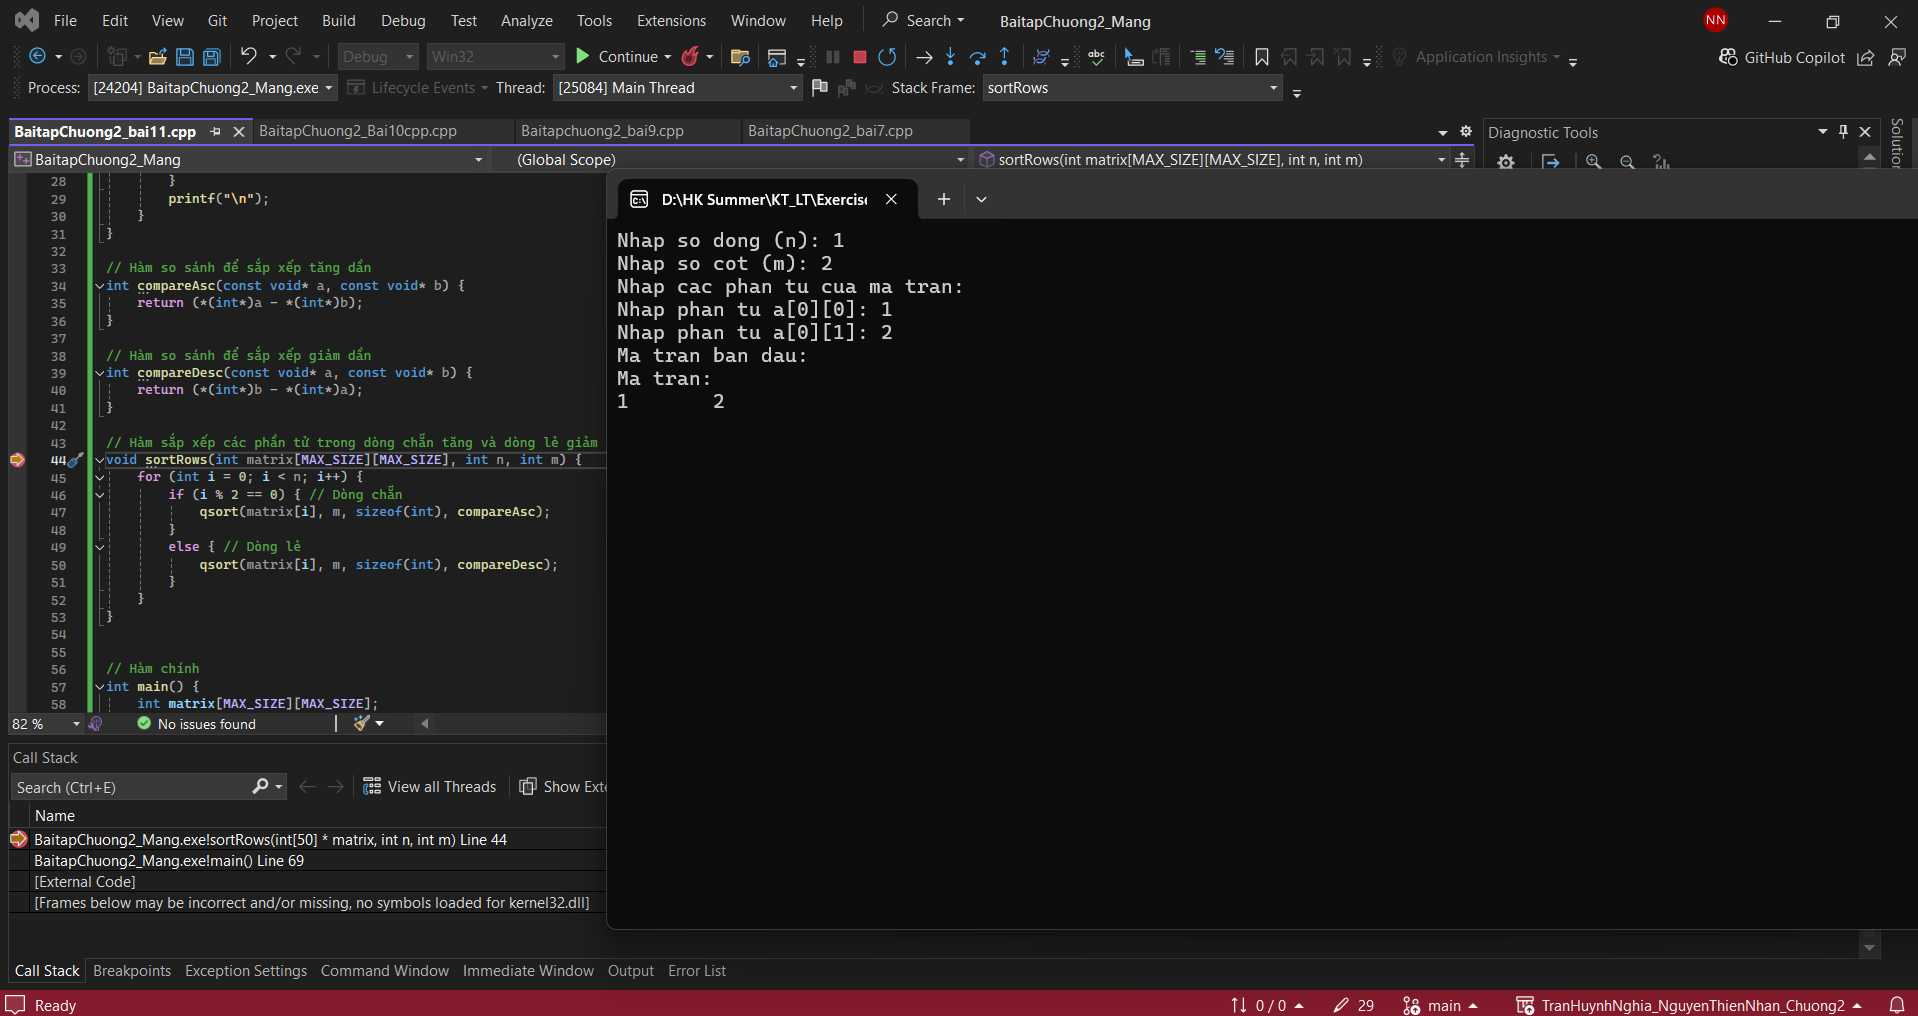 File Edit View Git Project Build Debug Test Analyze Tools Extensions Window Help Search BaitapChuong2_Mang NN
Debug Win32 Continue abc Application Insights GitHub Copilot
Process: [24204] BaitapChuong2_Mang.exe Lifecycle Events Thread: [25084] Main Thread Stack Frame: sortRows
BaitapChuong2_bai11.cpp BaitapChuong2_Bai10cpp.cpp Baitapchuong2_bai9.cpp BaitapChuong2_bai7.cpp
BaitapChuong2_Mang (Global Scope) sortRows(int matrix[MAX_SIZE][MAX_SIZE], int n, int m)
28 }
29 printf("\n");
30 }
31 }
32
33 // Hàm so sánh để sắp xếp tăng dần
34 int compareAsc(const void* a, const void* b) {
35 return (*(int*)a - *(int*)b);
36 }
37
38 // Hàm so sánh để sắp xếp giảm dần
39 int compareDesc(const void* a, const void* b) {
40 return (*(int*)b - *(int*)a);
41 }
42
43 // Hàm sắp xếp các phần tử trong dòng chẵn tăng và dòng lẻ giảm
44 void sortRows(int matrix[MAX_SIZE][MAX_SIZE], int n, int m) {
45 for (int i = 0; i < n; i++) {
46 if (i % 2 == 0) { // Dòng chẵn
47 qsort(matrix[i], m, sizeof(int), compareAsc);
48 }
49 else { // Dòng lẻ
50 qsort(matrix[i], m, sizeof(int), compareDesc);
51 }
52 }
53 }
54
55
56 // Hàm chính
57 int main() {
58 int matrix[MAX_SIZE][MAX_SIZE];
82 % No issues found
Call Stack
Search (Ctrl+E) View all Threads Show Exte
Name
BaitapChuong2_Mang.exe!sortRows(int[50] * matrix, int n, int m) Line 44
BaitapChuong2_Mang.exe!main() Line 69
[External Code]
[Frames below may be incorrect and/or missing, no symbols loaded for kernel32.dll]
Call Stack Breakpoints Exception Settings Command Window Immediate Window Output Error List
Diagnostic Tools
Solution
D:\HK Summer\KT_LT\Exercis
Nhap so dong (n): 1
Nhap so cot (m): 2
Nhap cac phan tu cua ma tran:
Nhap phan tu a[0][0]: 1
Nhap phan tu a[0][1]: 2
Ma tran ban dau:
Ma tran:
1 2
Ready 0 / 0 29 main TranHuynhNghia_NguyenThienNhan_Chuong2